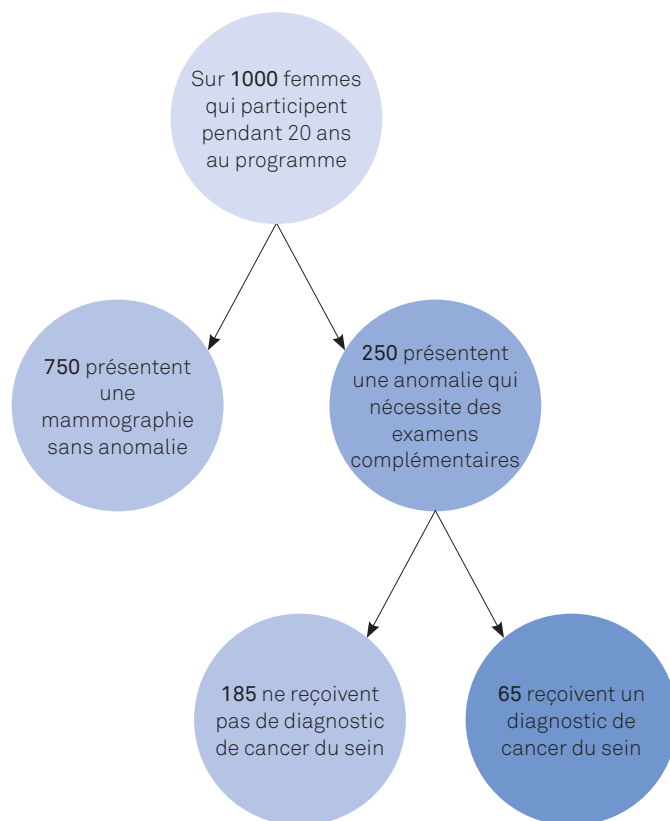 Sur 1000 femmes
qui participent
pendant 20 ans
au programme
750 présentent
une
mammographie
sans anomalie
250 présentent
une anomalie qui
nécessite des
examens
complémentaires
185 ne reçoivent
pas de diagnostic
de cancer du sein
65 reçoivent un
diagnostic de
cancer du sein